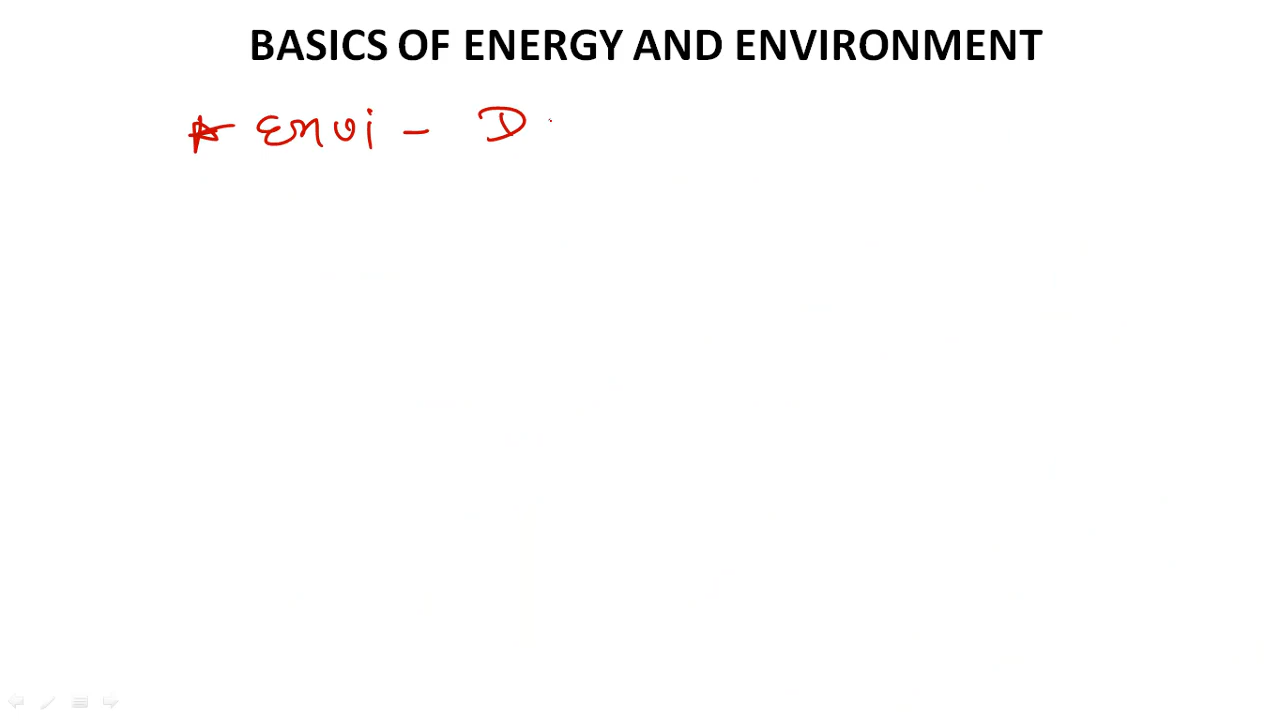 BASICS OF ENERGY AND ENVIRONMENT
* Envi - D